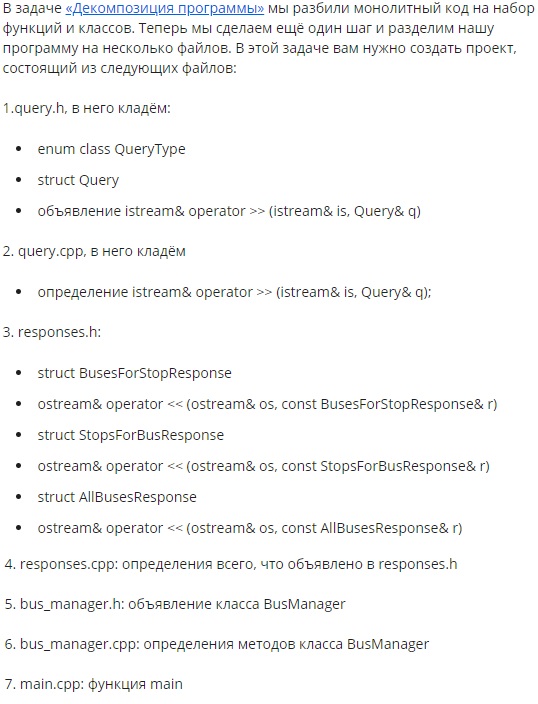 В задаче «Декомпозиция программы» мы разбили монолитный код на набор
функций и классов. Теперь мы сделаем ещё один шаг и разделим нашу
программу на несколько файлов. В этой задаче вам нужно создать проект,
состоящий из следующих файлов:
1.query.h, в него кладём:
• enum class QueryType
• struct Query
• объявление istream& operator >> (istream& is, Query& q)
2. query.cpp, в него кладём
• определение istream& operator >> (istream& is, Query& q);
3. responses.h:
• struct BusesForStopResponse
• ostream& operator << (ostream& os, const BusesForStopResponse& r)
• struct StopsForBusResponse
• ostream& operator << (ostream& os, const StopsForBusResponse& r)
• struct AllBusesResponse
• ostream& operator << (ostream& os, const AllBusesResponse& r)
4. responses.cpp: определения всего, что объявлено в responses.h
5. bus_manager.h: объявление класса BusManager
6. bus_manager.cpp: определения методов класса BusManager
7. main.cpp: функция main